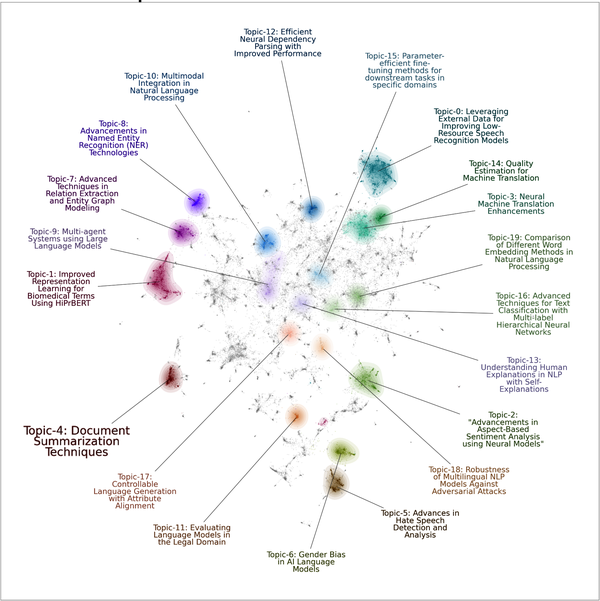 Topic-12: Efficient
Neural Dependency
Parsing with
Improved Performance
Topic-15: Parameter-
efficient fine-
tuning methods for
downstream tasks in
specific domains
Topic-10: Multimodal
Integration in
Natural Language
Processing
Topic-0: Leveraging
External Data for
Improving Low-
Resource Speech
Recognition Models
Topic-8:
Advancements in
Named Entity
Recognition (NER)
Technologies
Topic-14: Quality
Estimation for
Machine Translation
Topic-7: Advanced
Techniques in
Relation Extraction
and Entity Graph
Modeling
Topic-3: Neural
Machine Translation
Enhancements
Topic-9: Multi-agent
Systems using Large
Language Models
Topic-19: Comparison
of Different Word
Embedding Methods in
Natural Language
Processing
Topic-1: Improved
Representation
Learning for
Biomedical Terms
Using HiPrBERT
Topic-16: Advanced
Techniques for Text
Classification with
Multi-label
Hierarchical Neural
Networks
Topic-13:
Understanding Human
Explanations in NLP
with Self-
Explanations
Topic-4: Document
Summarization
Techniques
Topic-2:
"Advancements in
Aspect-Based
Sentiment Analysis
using Neural Models"
Topic-17:
Controllable
Language Generation
with Attribute
Alignment
Topic-18: Robustness
of Multilingual NLP
Models Against
Adversarial Attacks
Topic-11: Evaluating
Language Models in
the Legal Domain
Topic-5: Advances in
Hate Speech
Detection and
Analysis
Topic-6: Gender Bias
in AI Language
Models